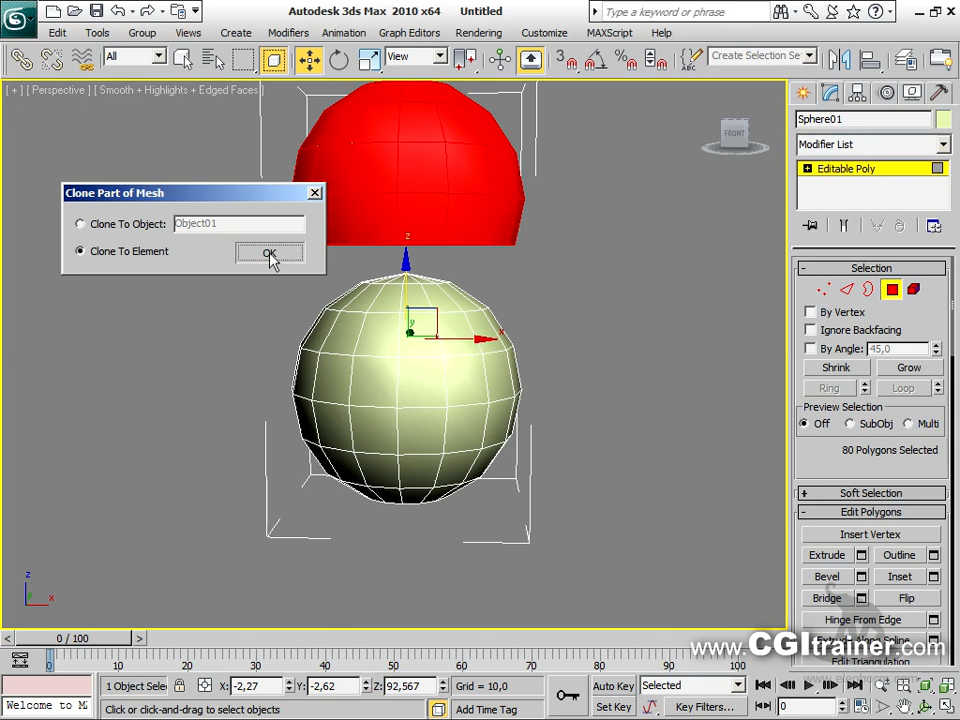 Autodesk 3ds Max 2010 x64 Untitled
Type a keyword or phrase
Edit Tools Group Views Create Modifiers Animation Graph Editors Rendering Customize MAXScript Help
All
View
3
Create Selection Se
[ + ] [ Perspective ] [ Smooth + Highlights + Edged Faces ]
FRONT
Sphere01
Modifier List
Editable Poly
Clone Part of Mesh
Clone To Object: Object01
Clone To Element
OK
z
y
x
Selection
By Vertex
Ignore Backfacing
By Angle: 45,0
Shrink Grow
Ring Loop
Preview Selection
Off SubObj Multi
80 Polygons Selected
Soft Selection
Edit Polygons
Insert Vertex
Extrude Outline
Bevel Inset
Bridge Flip
Hinge From Edge
Extrude Along Spline
Edit Triangulation
z
y
x
www.CGItrainer.com
0 / 100
0 10 20 30 40 50 60 70 80 90 100
1 Object Selec
X: -2,27
Y: -2,62
Z: 92,567
Grid = 10,0
Auto Key
Selected
Welcome to MA
Click or click-and-drag to select objects
Add Time Tag
Set Key
Key Filters...
0